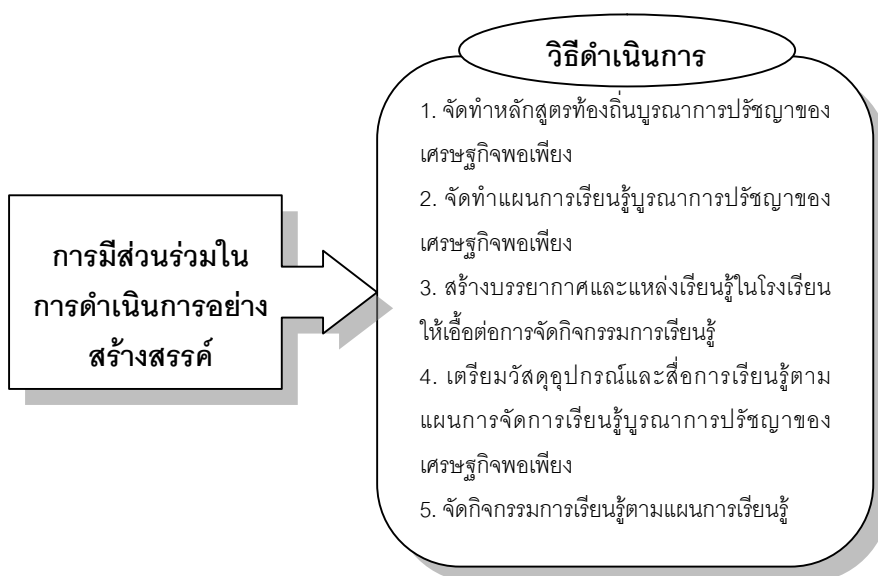 วิธีดำเนินการ
1. จัดทำหลักสูตรท้องถิ่นบูรณาการปรัชญาของ
เศรษฐกิจพอเพียง
2. จัดทำแผนการเรียนรู้บูรณาการปรัชญาของ
เศรษฐกิจพอเพียง
3. สร้างบรรยากาศและแหล่งเรียนรู้ในโรงเรียน
ให้เอื้อต่อการจัดกิจกรรมการเรียนรู้
4. เตรียมวัสดุอุปกรณ์และสื่อการเรียนรู้ตาม
แผนการจัดการเรียนรู้บูรณาการปรัชญาของ
เศรษฐกิจพอเพียง
5. จัดกิจกรรมการเรียนรู้ตามแผนการเรียนรู้
การมีส่วนร่วมใน
การดำเนินการอย่าง
สร้างสรรค์